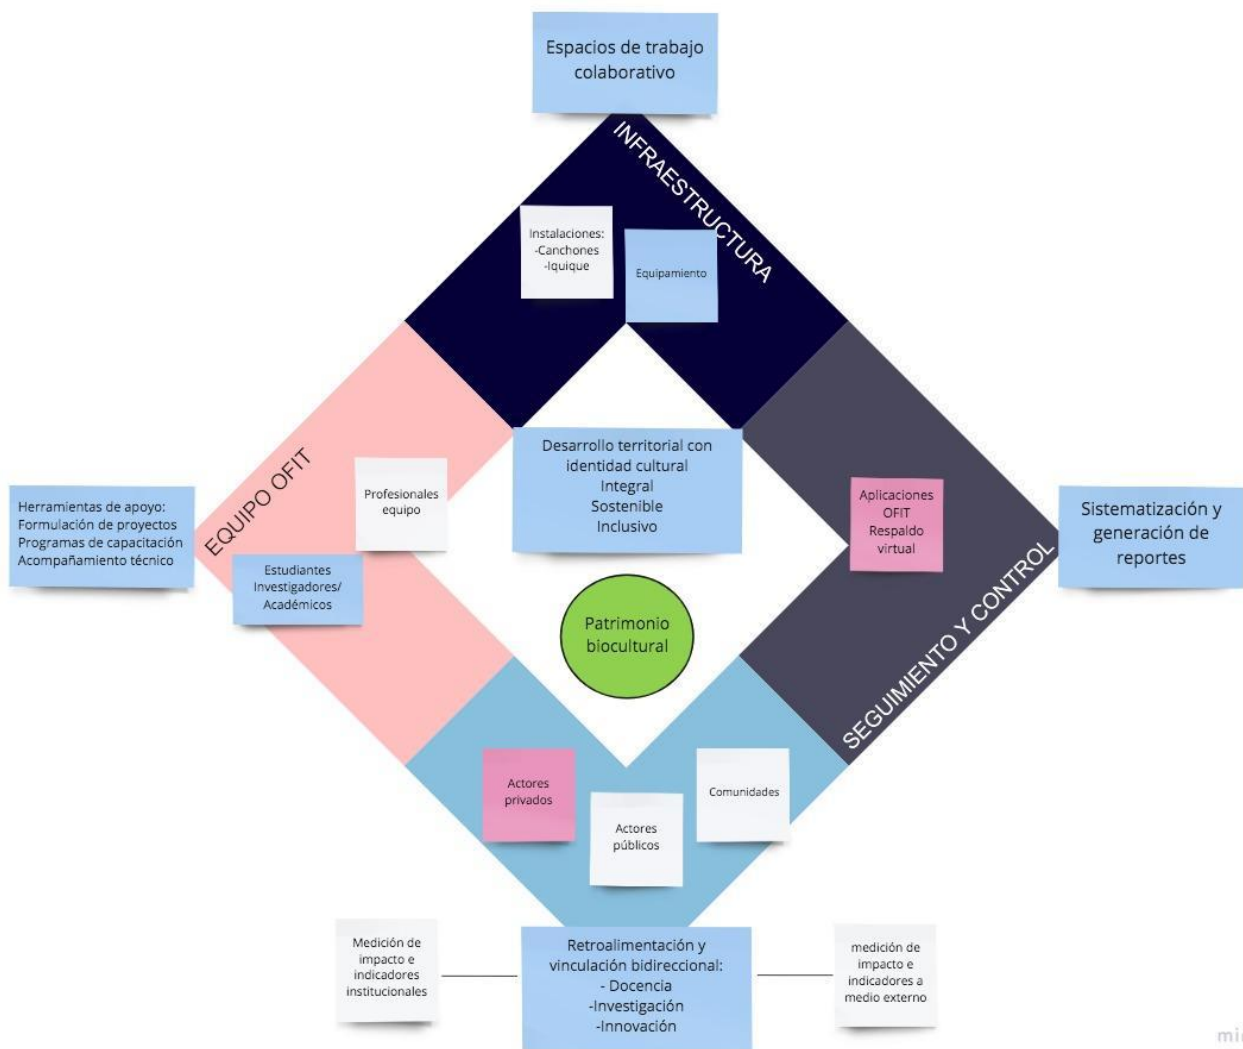 Espacios de trabajo
colaborativo
INFRAESTRUCTURA
Instalaciones:
-Canchones
-Iquique
Equipamiento
EQUIPO OFIT
Desarrollo territorial con
identidad cultural
Integral
Sostenible
Inclusivo
Profesionales
equipo
Herramientas de apoyo:
Formulación de proyectos
Programas de capacitación
Acompañamiento técnico
Estudiantes
Investigadores/
Académicos
Aplicaciones
OFIT
Respaldo
virtual
Sistematización y
generación de
reportes
SEGUIMIENTO Y CONTROL
Patrimonio
biocultural
Actores
privados
Actores
públicos
Comunidades
Medición de
impacto e
indicadores
institucionales
Retroalimentación y
vinculación bidireccional:
- Docencia
-Investigación
-Innovación
medición de
impacto e
indicadores a
medio externo